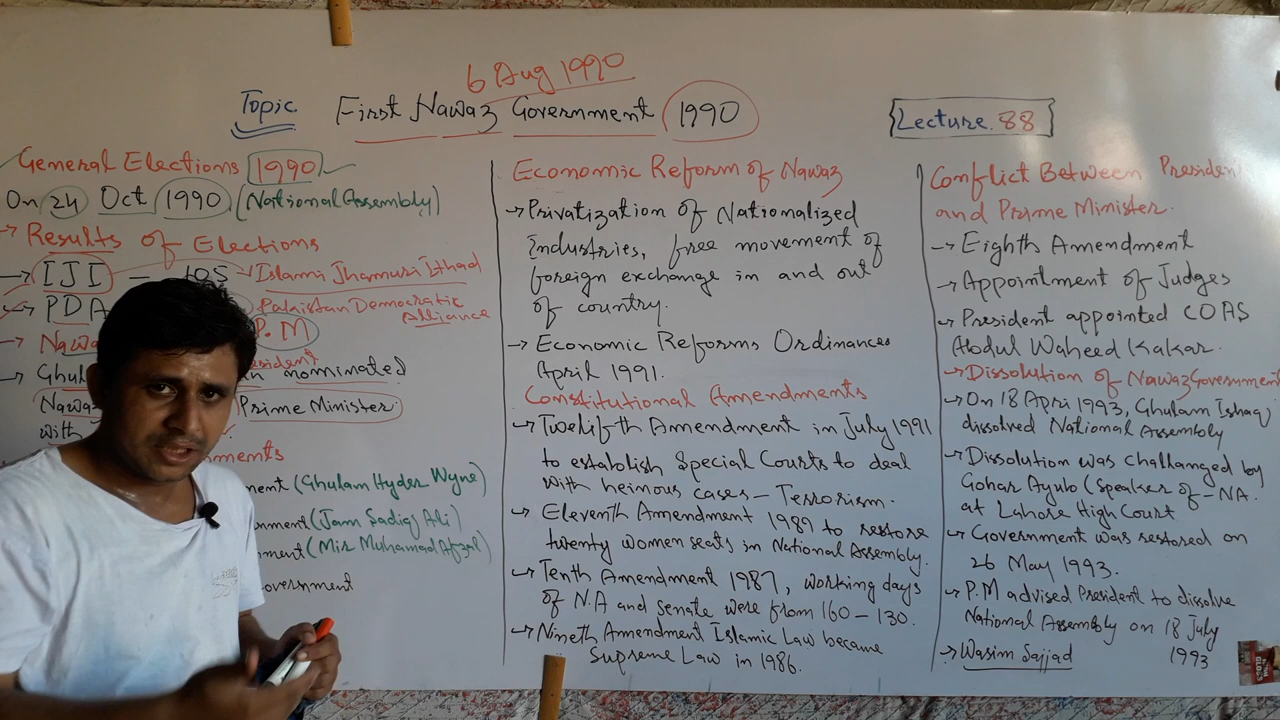 6 Aug 1990
Topic First Nawaz Government 1990
Lecture. 88
General Elections 1990
On 24 Oct 1990 (National Assembly)
→ Results of Elections
→ IJI – 105 Islami Jhamuri Ithad
PDA Pakistan Democratic
Alliance
→ Nawaz P.M
President
→ Ghul nominated
Nawaz Prime Minister
with
ments
ment (Ghulam Hyder Wyne)
nment (Jam Sadiq Ali)
nment (Mir Muhamad Afzal)
overnment
Economic Reform of Nawaz
→ Privatization of Nationalized
Industries, free movement of
foreign exchange in and out
of country.
→ Economic Reforms Ordinances
April 1991.
Constitutional Amendments
→ Twelifth Amendment in July 1991
to establish Special Courts to deal
with heinous cases – Terrorism.
→ Eleventh Amendment 1989 to restore
twenty women seats in National Assembly.
→ Tenth Amendment 1987, working days
of N.A and senate were from 160 – 130.
→ Nineth Amendment Islamic Law became
Supreme Law in 1986.
Conflict Between President
and Prime Minister.
→ Eighth Amendment
→ Appointment of Judges
→ President appointed COAS
Abdul Waheed Kakar.
→ Dissolution of Nawaz Government
→ On 18 April 1993, Ghulam Ishaq
dissolved National Assembly
→ Dissolution was challanged by
Gohar Ayub (Speaker of – NA.
at Lahore High Court
→ Government was restored on
26 May 1993.
→ P.M advised President to dissolve
National Assembly on 18 July
1993
→ Wasim Sajjad